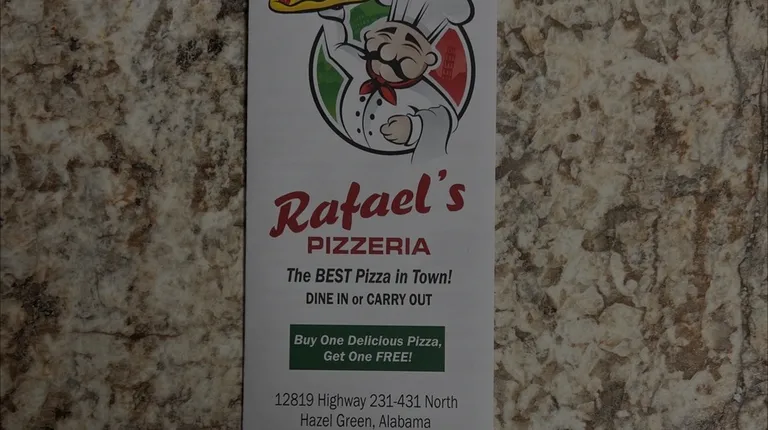 Rafael's
PIZZERIA
The BEST Pizza in Town!
DINE IN or CARRY OUT
Buy One Delicious Pizza,
Get One FREE!
12819 Highway 231-431 North
Hazel Green, Alabama